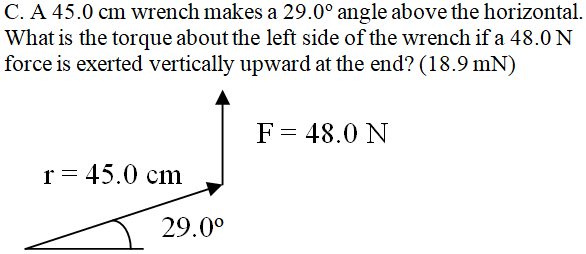 C. A 45.0 cm wrench makes a 29.0º angle above the horizontal.
What is the torque about the left side of the wrench if a 48.0 N
force is exerted vertically upward at the end? (18.9 mN)
F = 48.0 N
r = 45.0 cm
29.0º